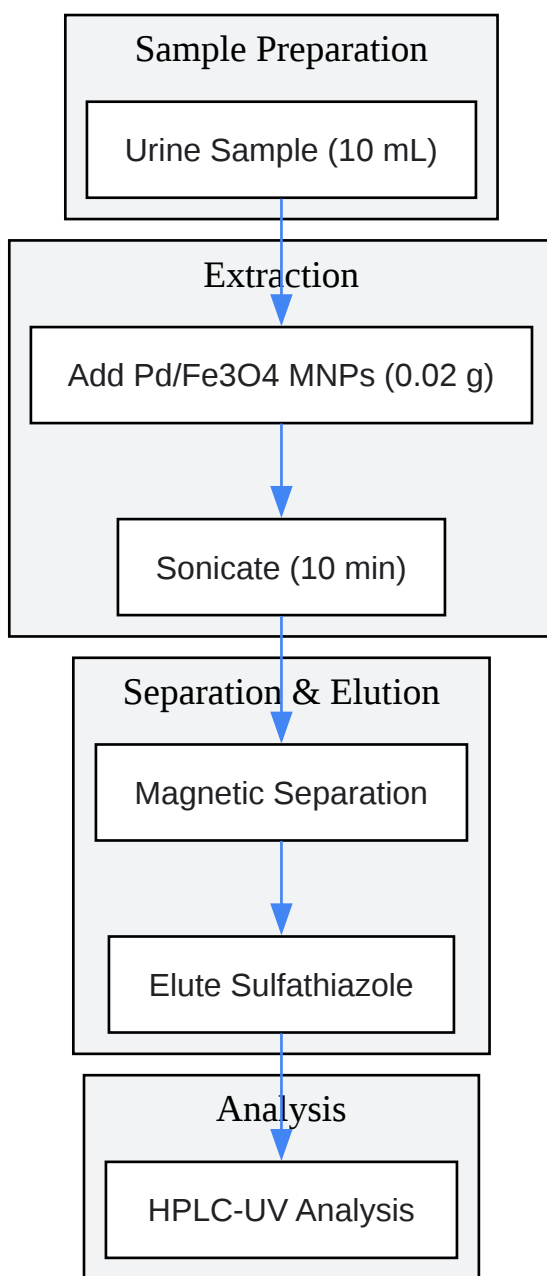 Sample Preparation
Urine Sample (10 mL)
Extraction
Add Pd/Fe3O4 MNPs (0.02 g)
Sonicate (10 min)
Separation & Elution
Magnetic Separation
Elute Sulfathiazole
Analysis
HPLC-UV Analysis